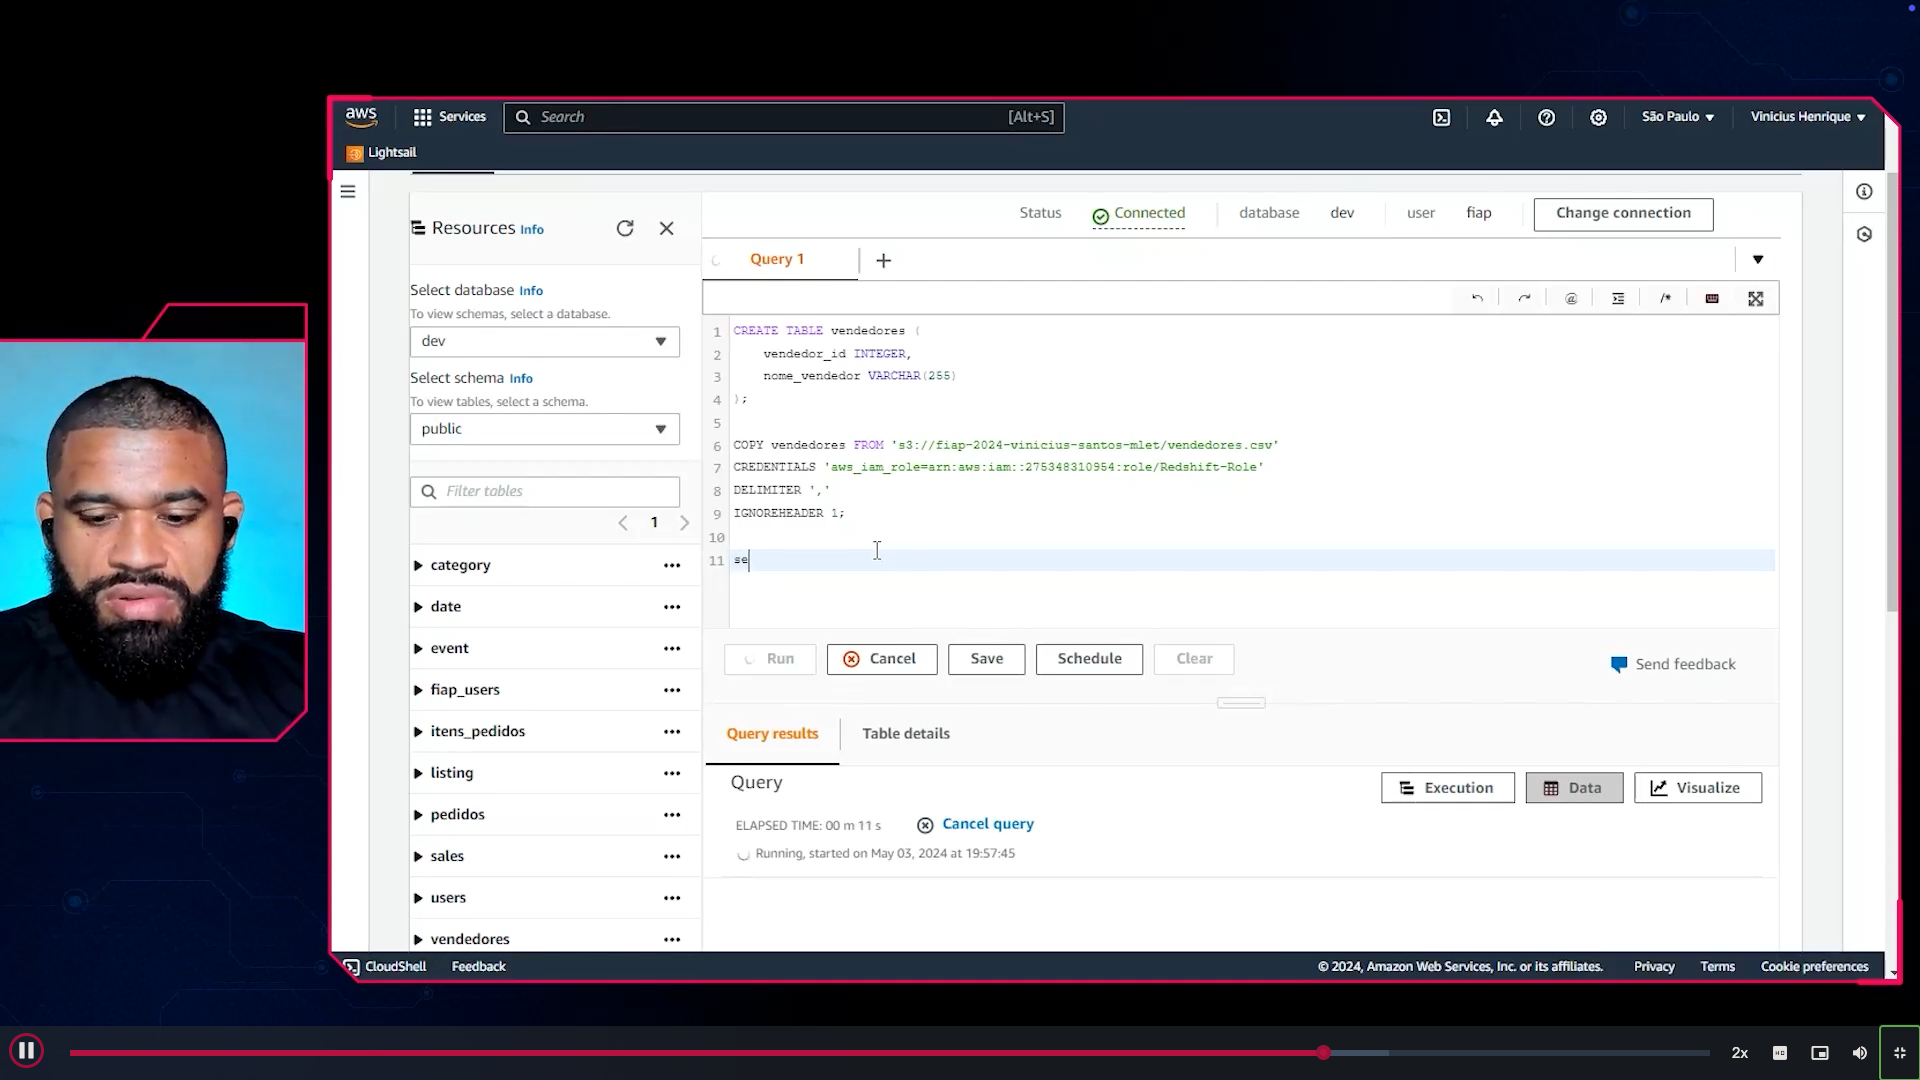 aws
Services
Search
[Alt+S]
São Paulo
Vinicius Henrique
Lightsail
Resources Info
Status
Connected
database
dev
user
fiap
Change connection
Query 1
Select database Info
To view schemas, select a database.
dev
Select schema Info
To view tables, select a schema.
public
Filter tables
1
category
date
event
fiap_users
itens_pedidos
listing
pedidos
sales
users
vendedores
1 CREATE TABLE vendedores (
2 vendedor_id INTEGER,
3 nome_vendedor VARCHAR(255)
4 );
5
6 COPY vendedores FROM 's3://fiap-2024-vinicius-santos-mlet/vendedores.csv'
7 CREDENTIALS 'aws_iam_role=arn:aws:iam::275348310954:role/Redshift-Role'
8 DELIMITER ','
9 IGNOREHEADER 1;
10
11 se
Run
Cancel
Save
Schedule
Clear
Send feedback
Query results
Table details
Query
Execution
Data
Visualize
ELAPSED TIME: 00 m 11 s
Cancel query
Running, started on May 03, 2024 at 19:57:45
CloudShell
Feedback
© 2024, Amazon Web Services, Inc. or its affiliates.
Privacy
Terms
Cookie preferences
2x
HD